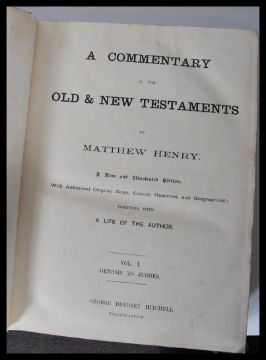 A COMMENTARY
ON THE
OLD & NEW TESTAMENTS
BY
MATTHEW HENRY.
A New and Illustrated Edition,
With Additional Original Notes, Critical, Historical, and Geographical:
TOGETHER WITH
A LIFE OF THE AUTHOR.
VOL. I.
GENESIS TO JUDGES.
GEORGE BRADNEY MITCHELL